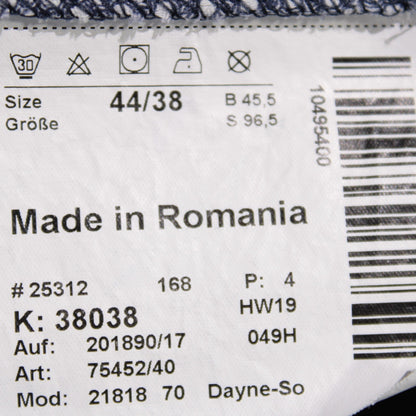 30
Size 44/38 B 45,5
Größe S 96,5
10495400
Made in Romania
# 25312 168 P: 4
K: 38038 HW19
Auf: 201890/17 049H
Art: 75452/40
Mod: 21818 70 Dayne-So